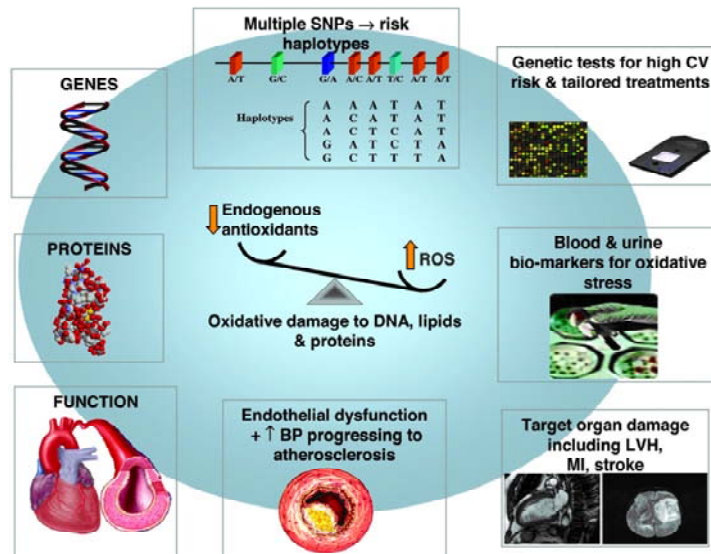 Multiple SNPs → risk
haplotypes
A/T G/C G/A A/C A/T T/C A/T A/T
Haplotypes
A A A T A T
A C A T A T
A C T C A T
G A T C T A
G C T T T A
GENES
Genetic tests for high CV
risk & tailored treatments
Endogenous
antioxidants
ROS
Oxidative damage to DNA, lipids
& proteins
PROTEINS
Blood & urine
bio-markers for oxidative
stress
FUNCTION
Endothelial dysfunction
+ ↑ BP progressing to
atherosclerosis
Target organ damage
including LVH,
MI, stroke